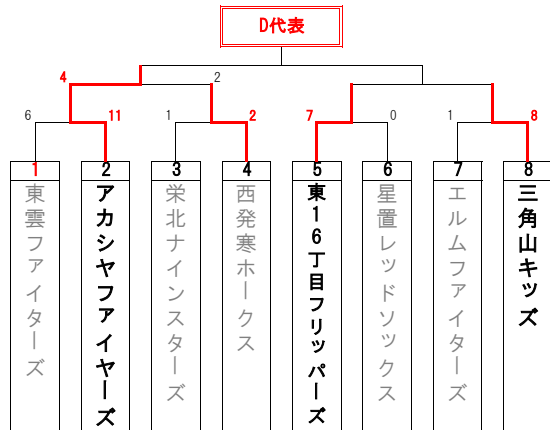 D代表
4
2
6
11
1
2
7
0
1
8
1
2
3
4
5
6
7
8
東雲ファイターズ
アカシヤファイヤーズ
栄北ナインスターズ
西発寒ホークス
東16丁目フリッパーズ
星置レッドソックス
エルムファイターズ
三角山キッズ